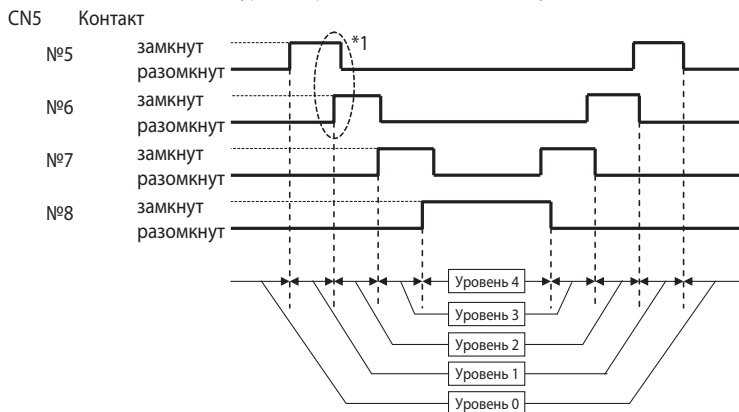 CN5 Контакт
*1
№5 замкнут
разомкнут
№6 замкнут
разомкнут
№7 замкнут
разомкнут
№8 замкнут
разомкнут
Уровень 4
Уровень 3
Уровень 2
Уровень 1
Уровень 0